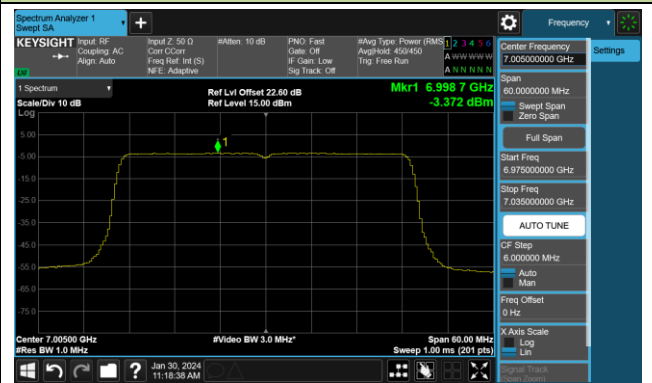 Spectrum Analyzer 1
Swept SA
+
Frequency
KEYSIGHT
Input: RF
Coupling: AC
Align: Auto
Input Z: 50 Ω
Corr CCorr
Freq Ref: Int (S)
NFE: Adaptive
#Atten: 10 dB
PNO: Fast
Gate: Off
IF Gain: Low
Sig Track: Off
#Avg Type: Power (RMS)
Avg|Hold: 450/450
Trig: Free Run
1 2 3 4 5 6
A W W W W W
A N N N N N
Center Frequency
7.005000000 GHz
Settings
Span
60.0000000 MHz
Swept Span
Zero Span
Full Span
Start Freq
6.975000000 GHz
Stop Freq
7.035000000 GHz
AUTO TUNE
CF Step
6.000000 MHz
Auto
Man
Freq Offset
0 Hz
X Axis Scale
Log
Lin
Signal Track
(Span Zoom)
1 Spectrum
Scale/Div 10 dB
Log
Ref Lvl Offset 22.60 dB
Ref Level 15.00 dBm
Mkr1 6.998 7 GHz
-3.372 dBm
1
5.00
-5.00
-15.0
-25.0
-35.0
-45.0
-55.0
-65.0
-75.0
Center 7.00500 GHz
#Res BW 1.0 MHz
#Video BW 3.0 MHz*
Span 60.00 MHz
Sweep 1.00 ms (201 pts)
?
Jan 30, 2024
11:18:38 AM